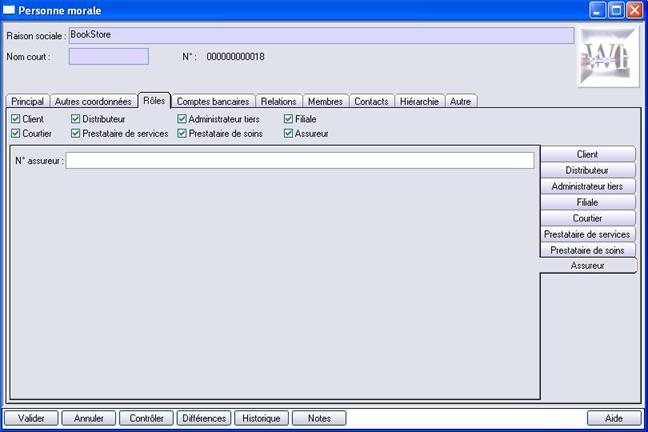 Personne morale
Raison sociale : BookStore
Nom court : N° : 000000000018
Principal Autres coordonnées Rôles Comptes bancaires Relations Membres Contacts Hiérarchie Autre
Client Distributeur Administrateur tiers Filiale
Courtier Prestataire de services Prestataire de soins Assureur
N° assureur :
Client
Distributeur
Administrateur tiers
Filiale
Courtier
Prestataire de services
Prestataire de soins
Assureur
Valider Annuler Contrôler Différences Historique Notes Aide